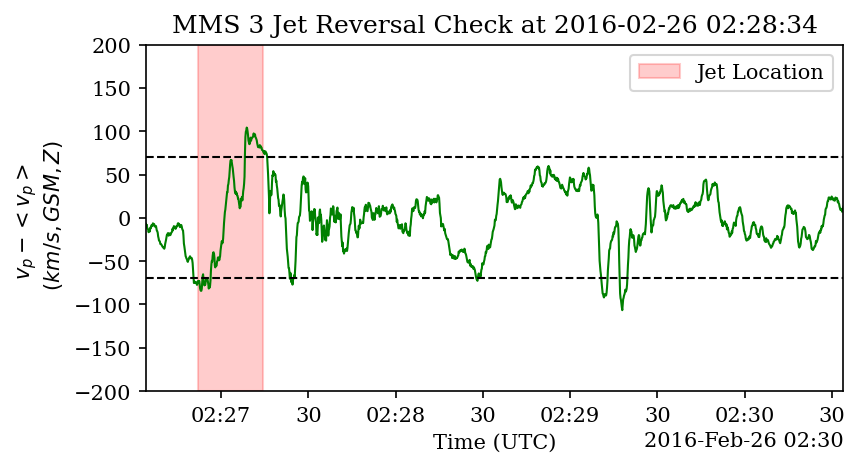 MMS 3 Jet Reversal Check at 2016-02-26 02:28:34
Jet Location
200
150
100
50
0
−50
−100
−150
−200
v_p − < v_p >
(km/s, GSM, Z)
02:27 30 02:28 30 02:29 30 02:30 30
Time (UTC)
2016-Feb-26 02:30